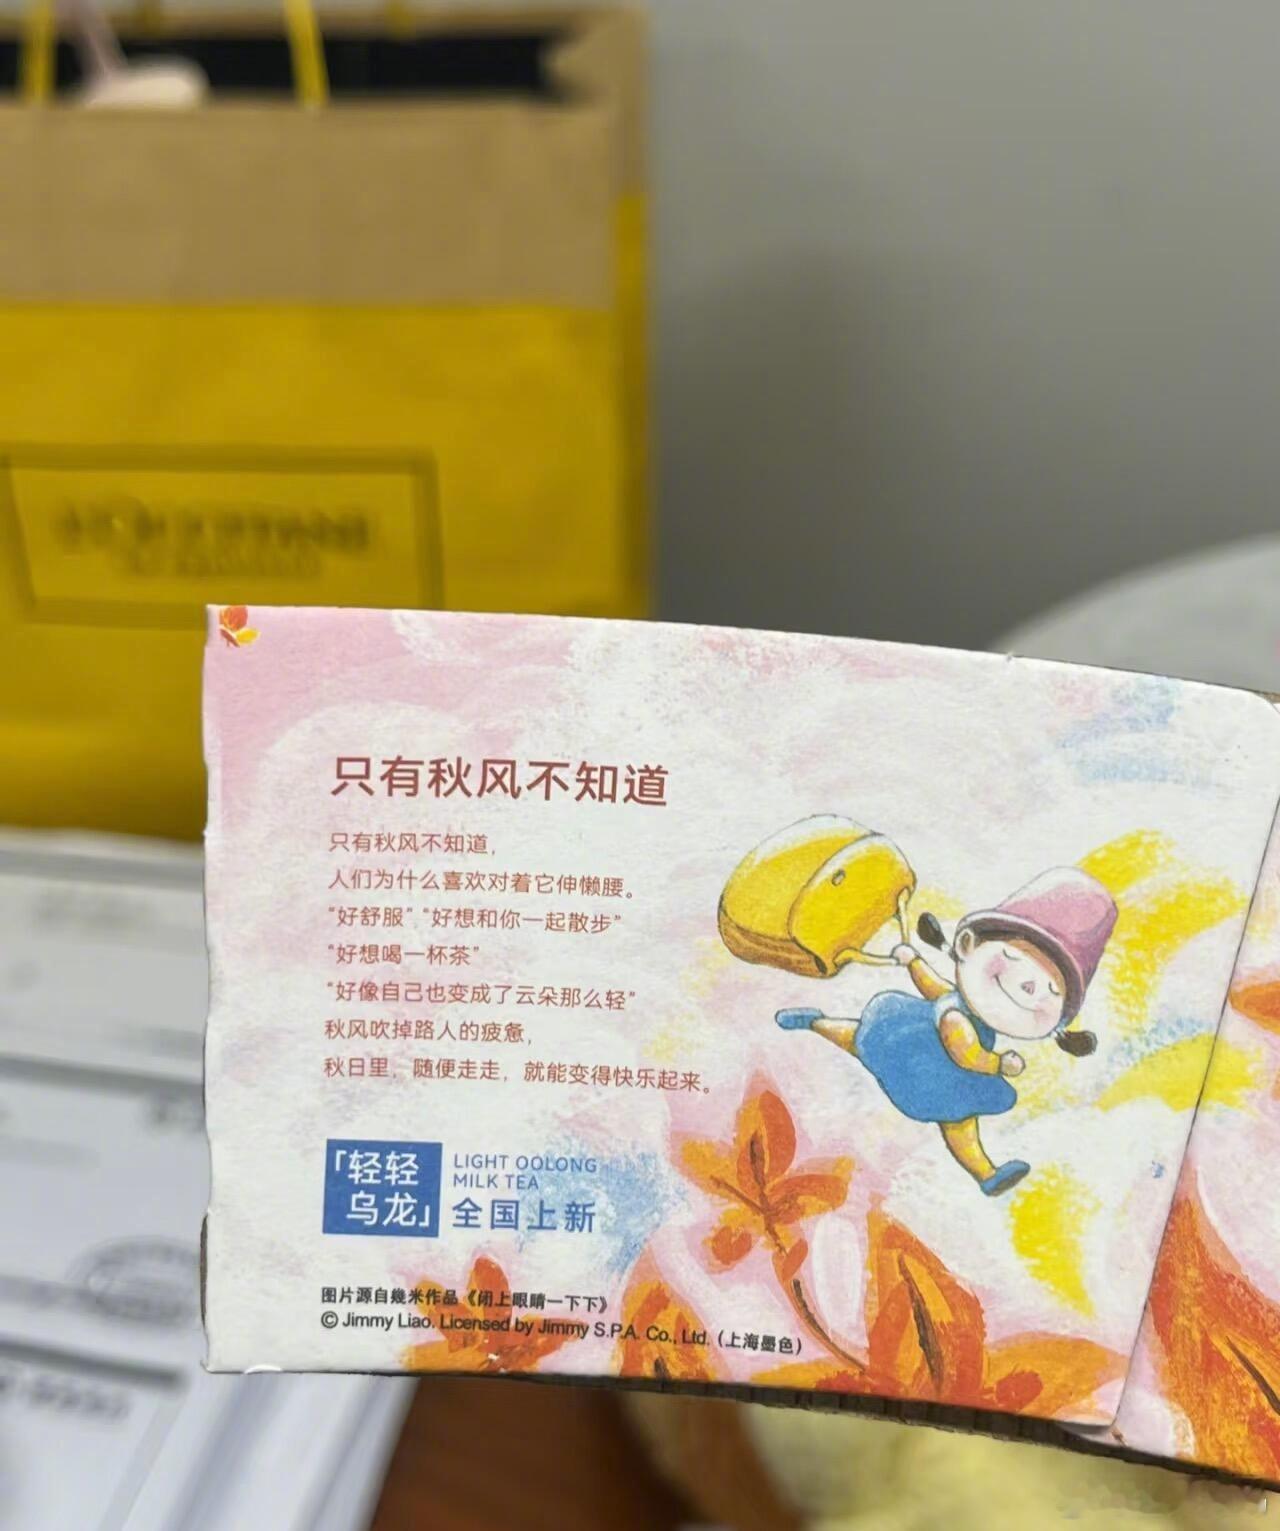 只有秋风不知道
只有秋风不知道，
人们为什么喜欢对着它伸懒腰。
“好舒服” “好想和你一起散步”
“好想喝一杯茶”
“好像自己也变成了云朵那么轻”
秋风吹掉路人的疲惫，
秋日里，随便走走，就能变得快乐起来。
「轻轻
乌龙」
LIGHT OOLONG
MILK TEA
全国上新
图片源自幾米作品《闭上眼睛一下下》
© Jimmy Liao. Licensed by Jimmy S.P.A. Co., Ltd. (上海墨色)